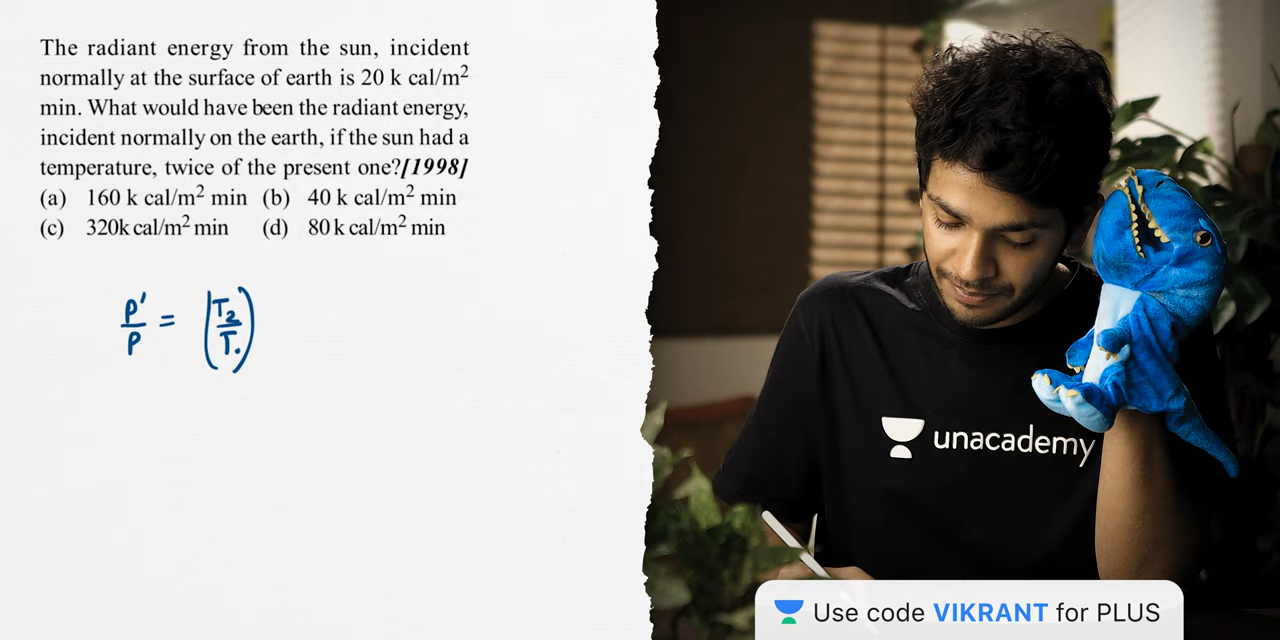 The radiant energy from the sun, incident
normally at the surface of earth is 20 k cal/m²
min. What would have been the radiant energy,
incident normally on the earth, if the sun had a
temperature, twice of the present one?[1998]
(a) 160 k cal/m² min (b) 40 k cal/m² min
(c) 320k cal/m² min (d) 80 k cal/m² min
P'/P = (T₂/T.)
unacademy
Use code VIKRANT for PLUS